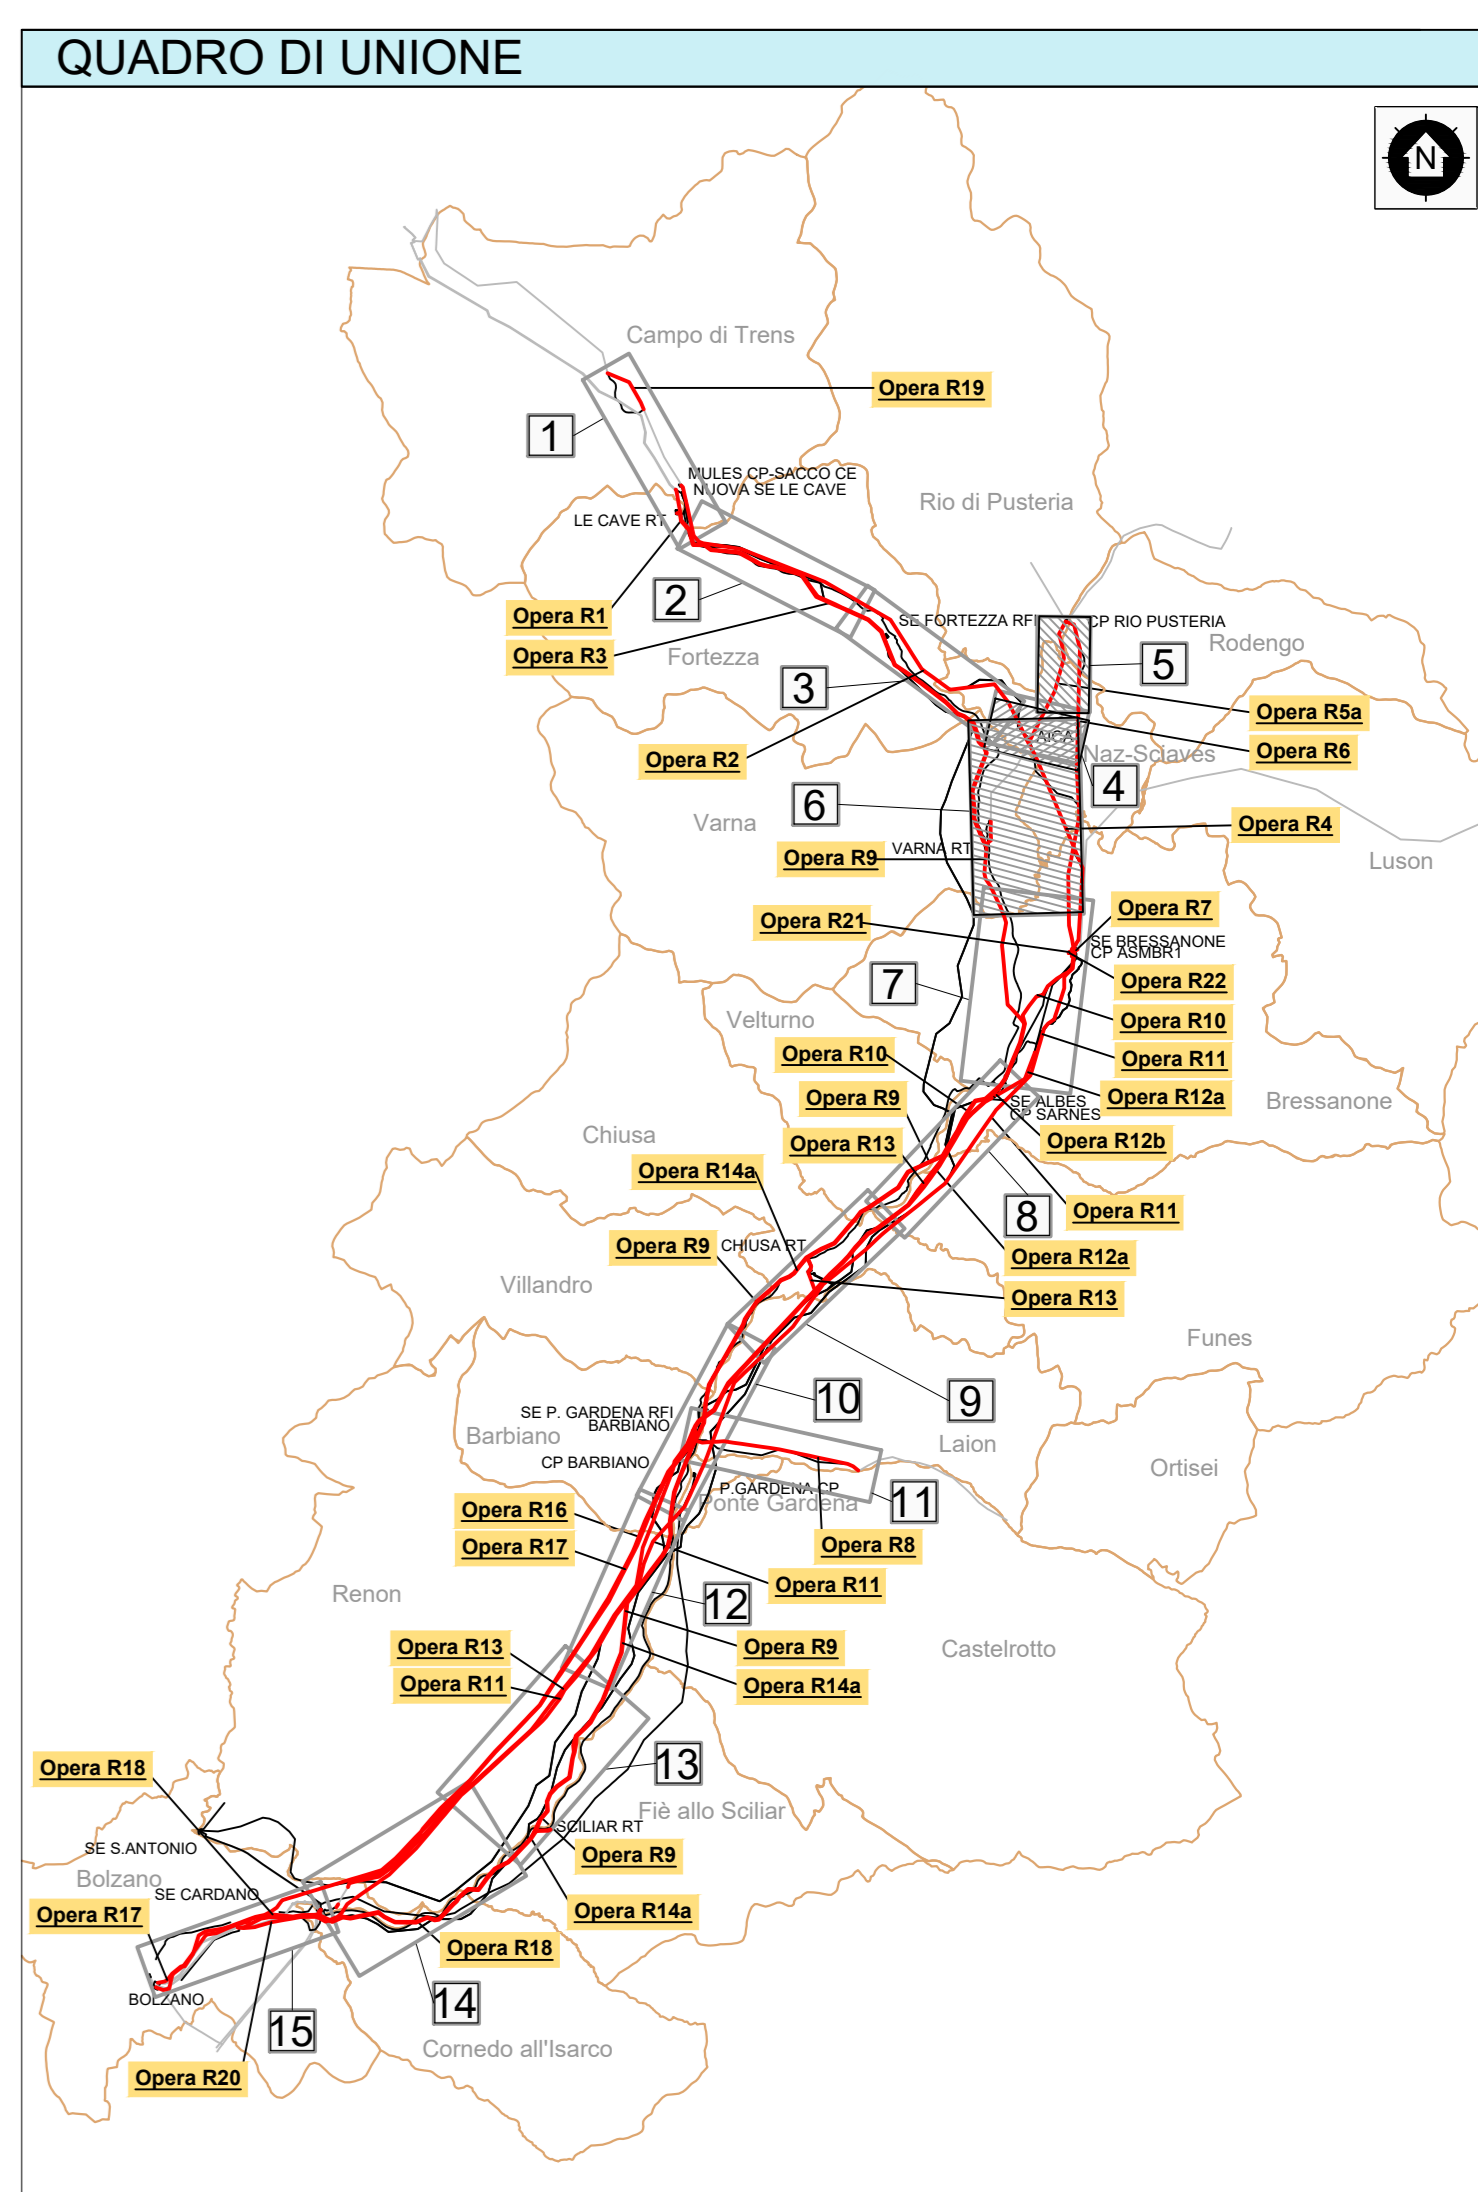 QUADRO DI UNIONE
N
Campo di Trens
Opera R19
1
MULES CP-SACCO CE
NUOVA SE LE CAVE
Rio di Pusteria
LE CAVE RT
2
Opera R1
SE FORTEZZA RFI
CP RIO PUSTERIA
Rodengo
Opera R3
Fortezza
5
3
Opera R5a
AICA
Opera R6
Opera R2
Naz-Sciaves
4
6
Varna
Opera R4
VARNA RT
Opera R9
Luson
Opera R7
Opera R21
SE BRESSANONE
CP ASMBR1
7
Opera R22
Velturno
Opera R10
Opera R10
Opera R11
Opera R9
SE ALBES
CP SARNES
Opera R12a
Bressanone
Chiusa
Opera R13
Opera R12b
Opera R14a
8
Opera R11
Opera R9
CHIUSA RT
Opera R12a
Villandro
Opera R13
Funes
10
9
SE P. GARDENA RFI
BARBIANO
Barbiano
Laion
CP BARBIANO
Ortisei
P.GARDENA CP
Ponte Gardena
11
Opera R16
Opera R17
Opera R8
Opera R11
Renon
12
Opera R13
Opera R9
Castelrotto
Opera R11
Opera R14a
13
Opera R18
Fiè allo Sciliar
SCILIAR RT
SE S.ANTONIO
Opera R9
Bolzano
SE CARDANO
Opera R17
Opera R14a
Opera R18
BOLZANO
14
15
Cornedo all'Isarco
Opera R20